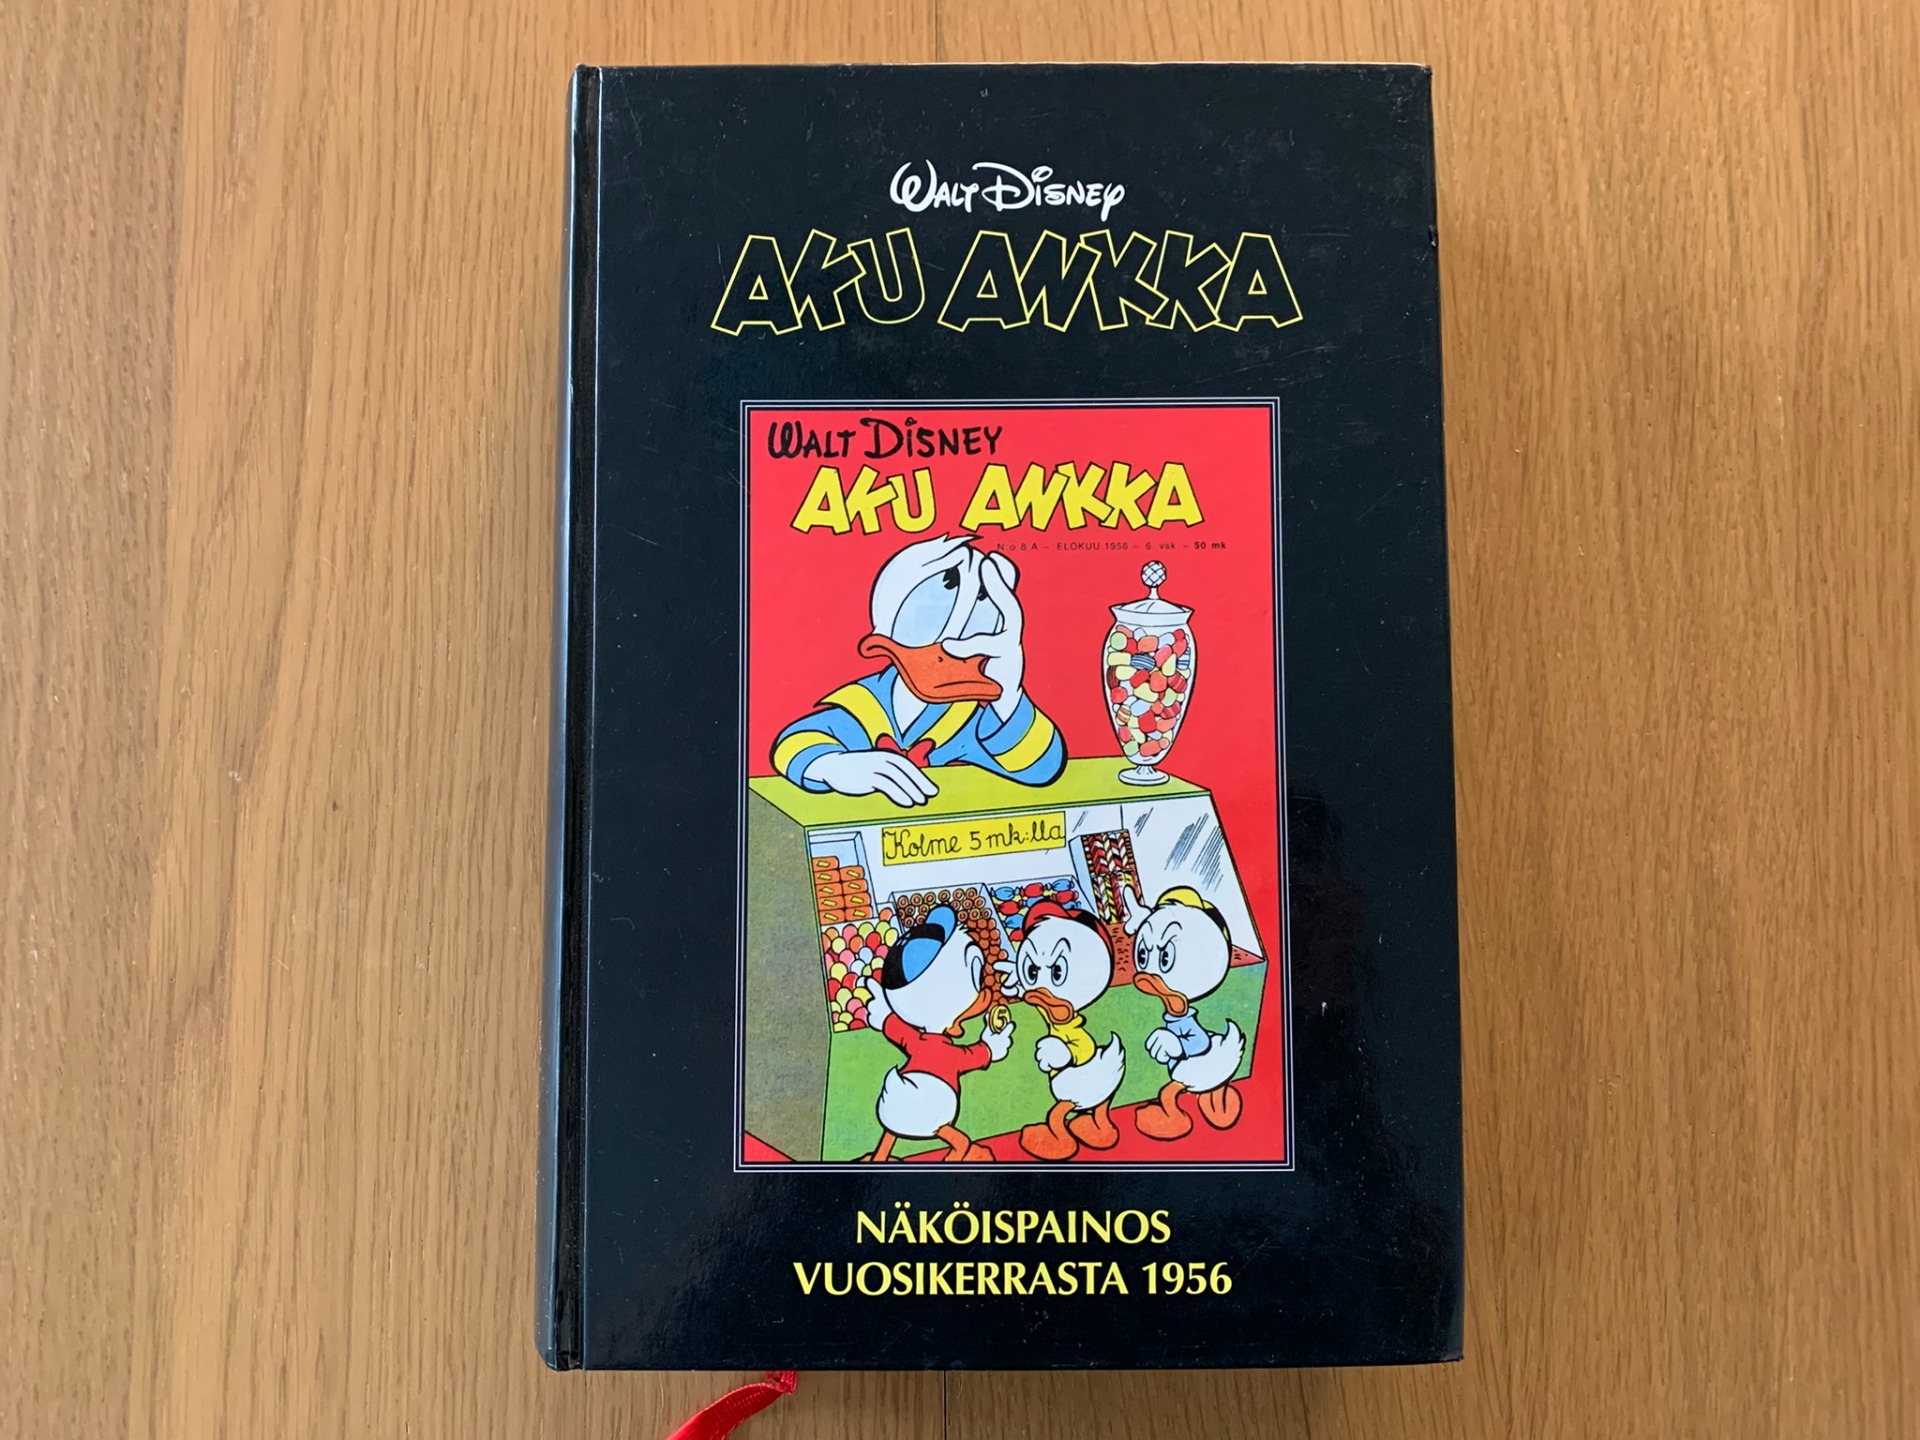 WALT DISNEY
AKU ANKKA
WALT DISNEY
AKU ANKKA
No 8 A – ELOKUU 1956 – 6. vsk – 50 mk
Kolme 5 mk:lla
5
NÄKÖISPAINOS
VUOSIKERRASTA 1956